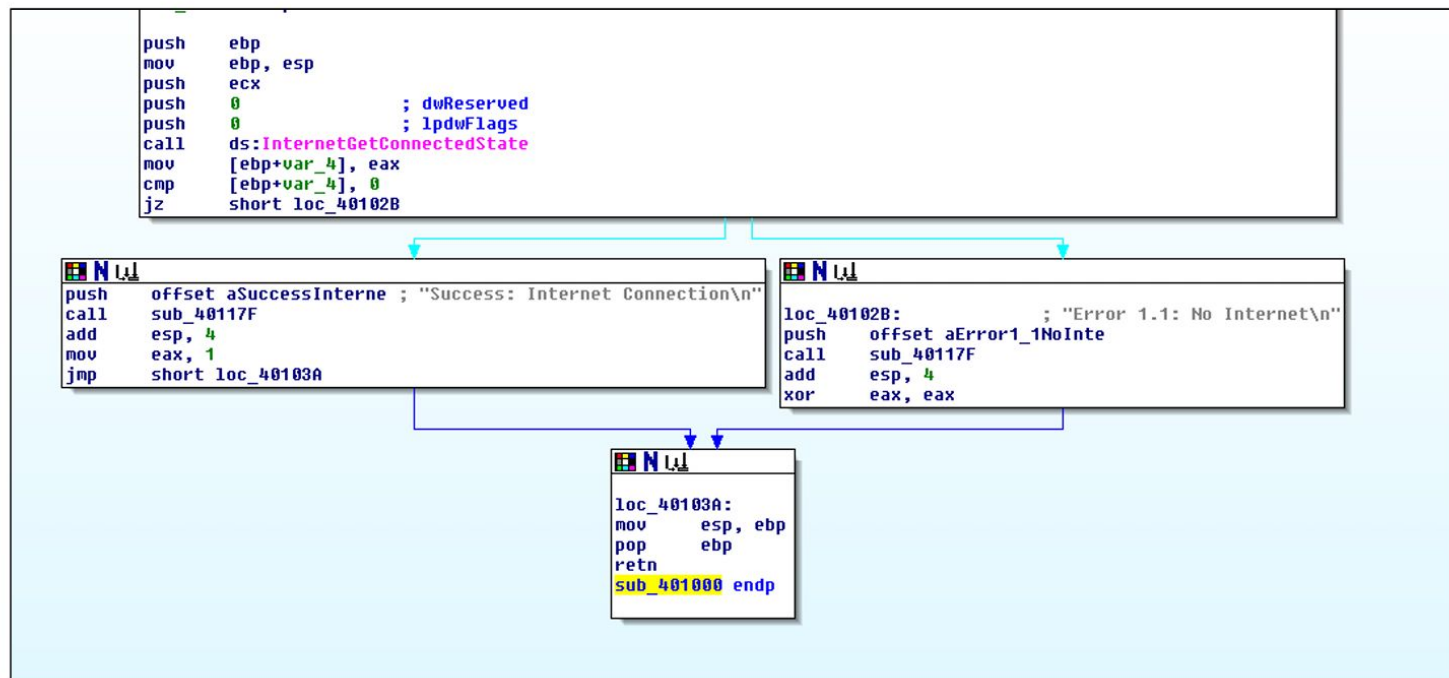 push ebp
mov ebp, esp
push ecx
push 0 ; dwReserved
push 0 ; lpdwFlags
call ds:InternetGetConnectedState
mov [ebp+var_4], eax
cmp [ebp+var_4], 0
jz short loc_40102B
N
push offset aSuccessInterne ; "Success: Internet Connection\n"
call sub_40117F
add esp, 4
mov eax, 1
jmp short loc_40103A
N
loc_40102B: ; "Error 1.1: No Internet\n"
push offset aError1_1NoInte
call sub_40117F
add esp, 4
xor eax, eax
N
loc_40103A:
mov esp, ebp
pop ebp
retn
sub_401000 endp